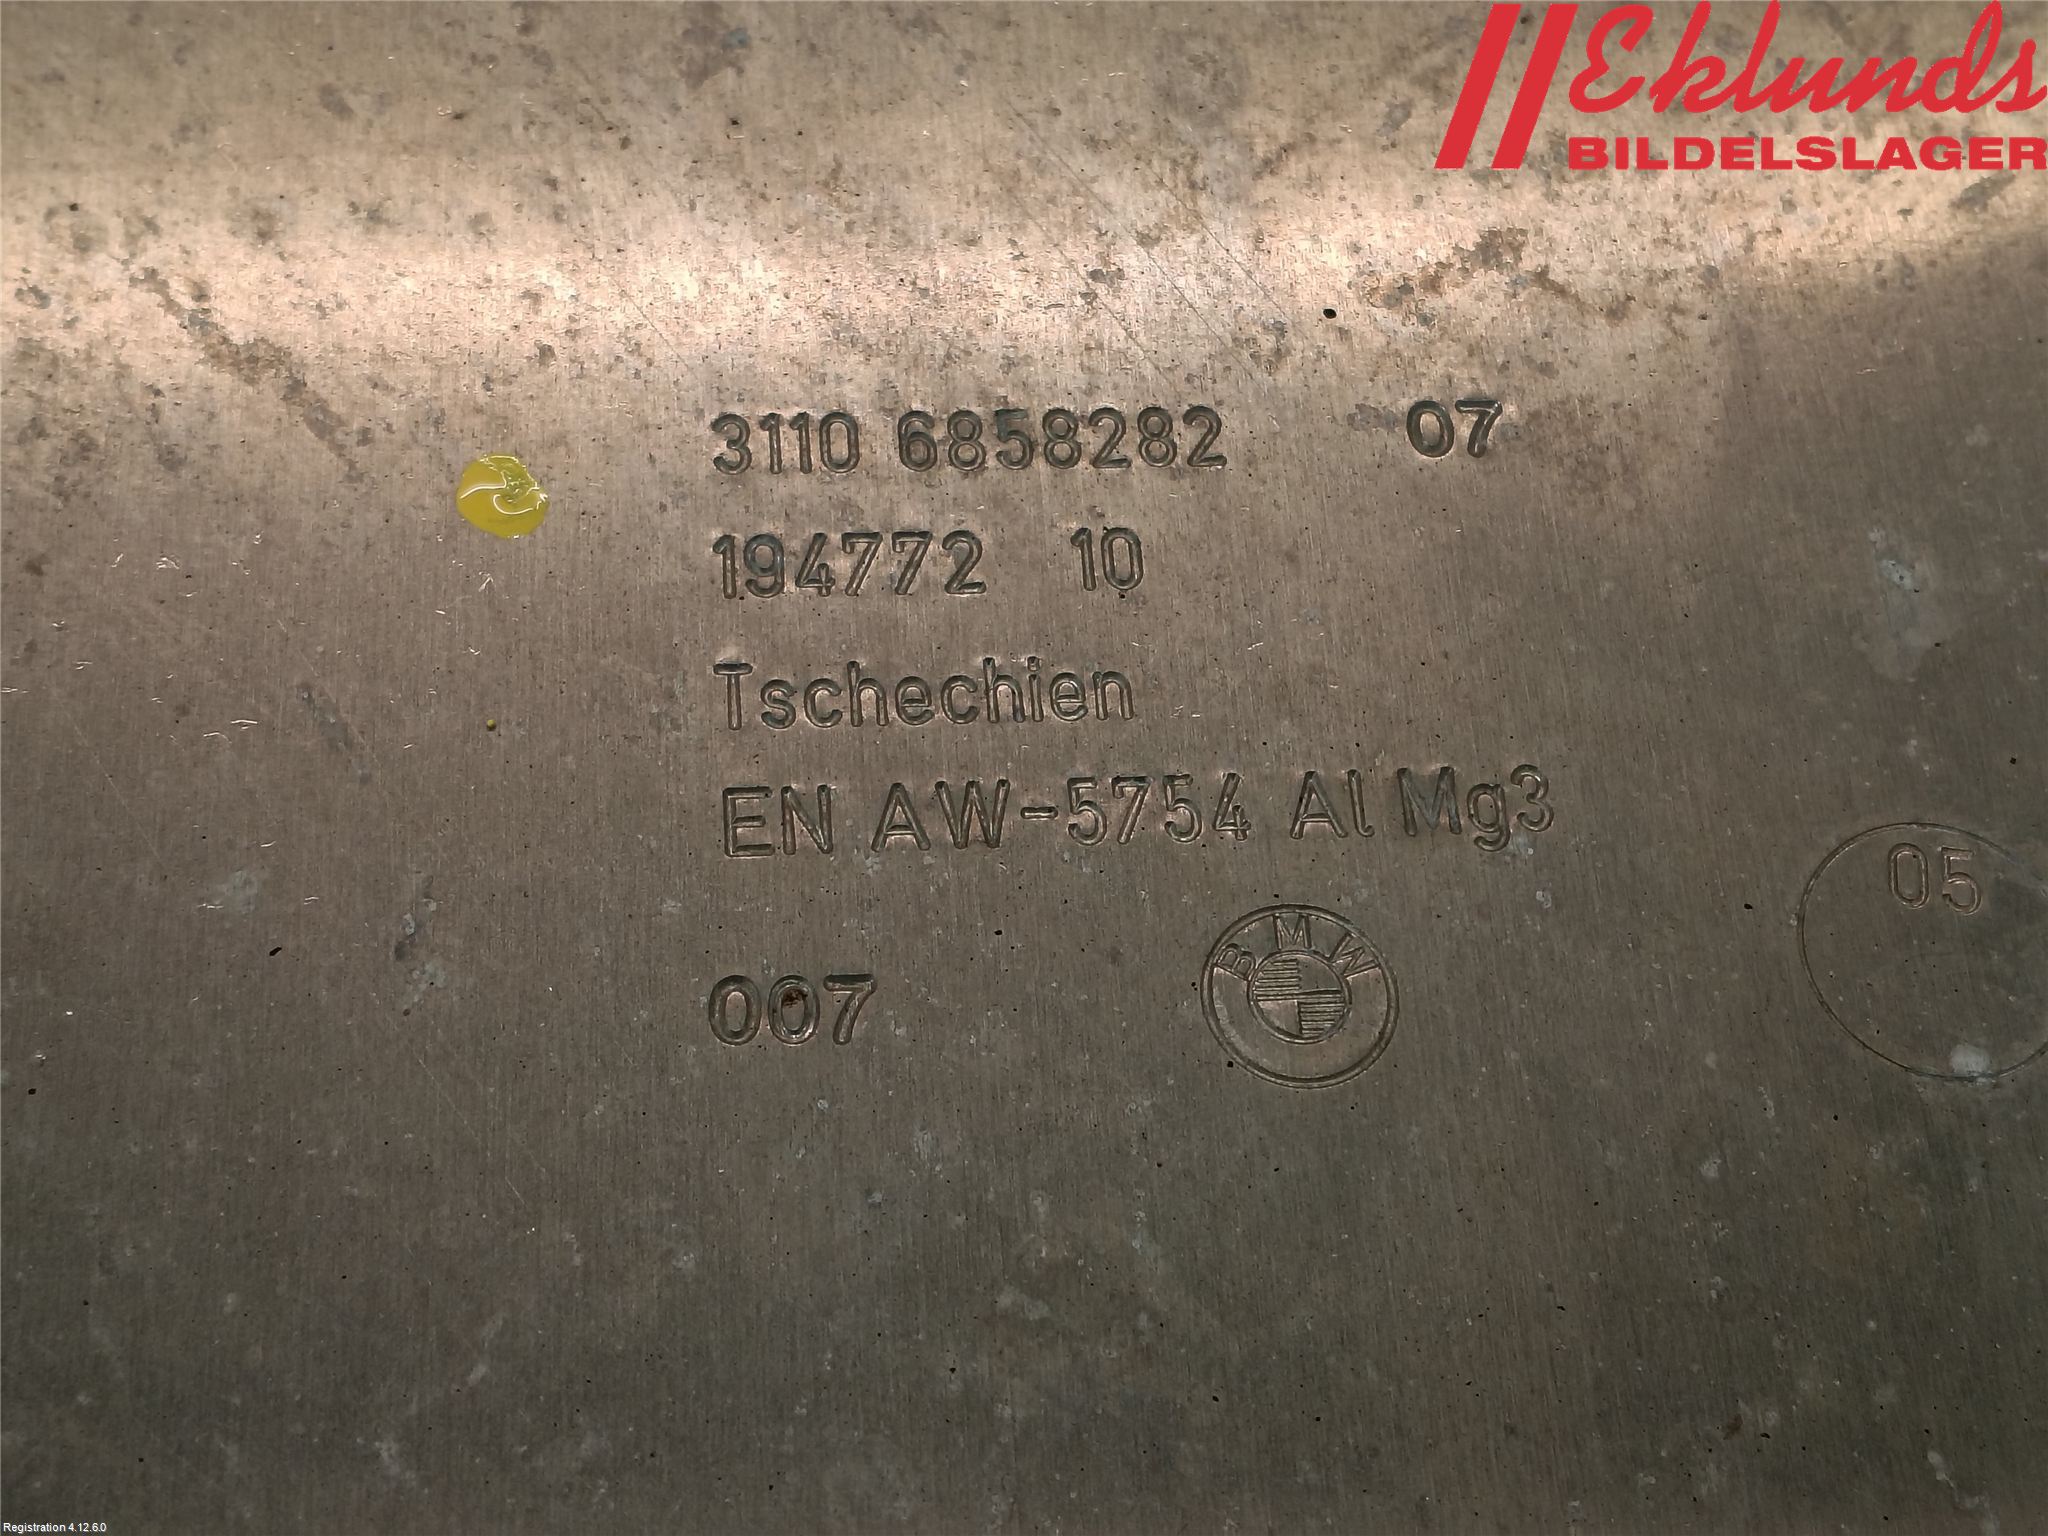 Eklunds
BILDELSLAGER
3110 6858282 07
194772 10
Tschechien
EN AW-5754 Al Mg3
05
BMW
007
Registration 4.12.6.0